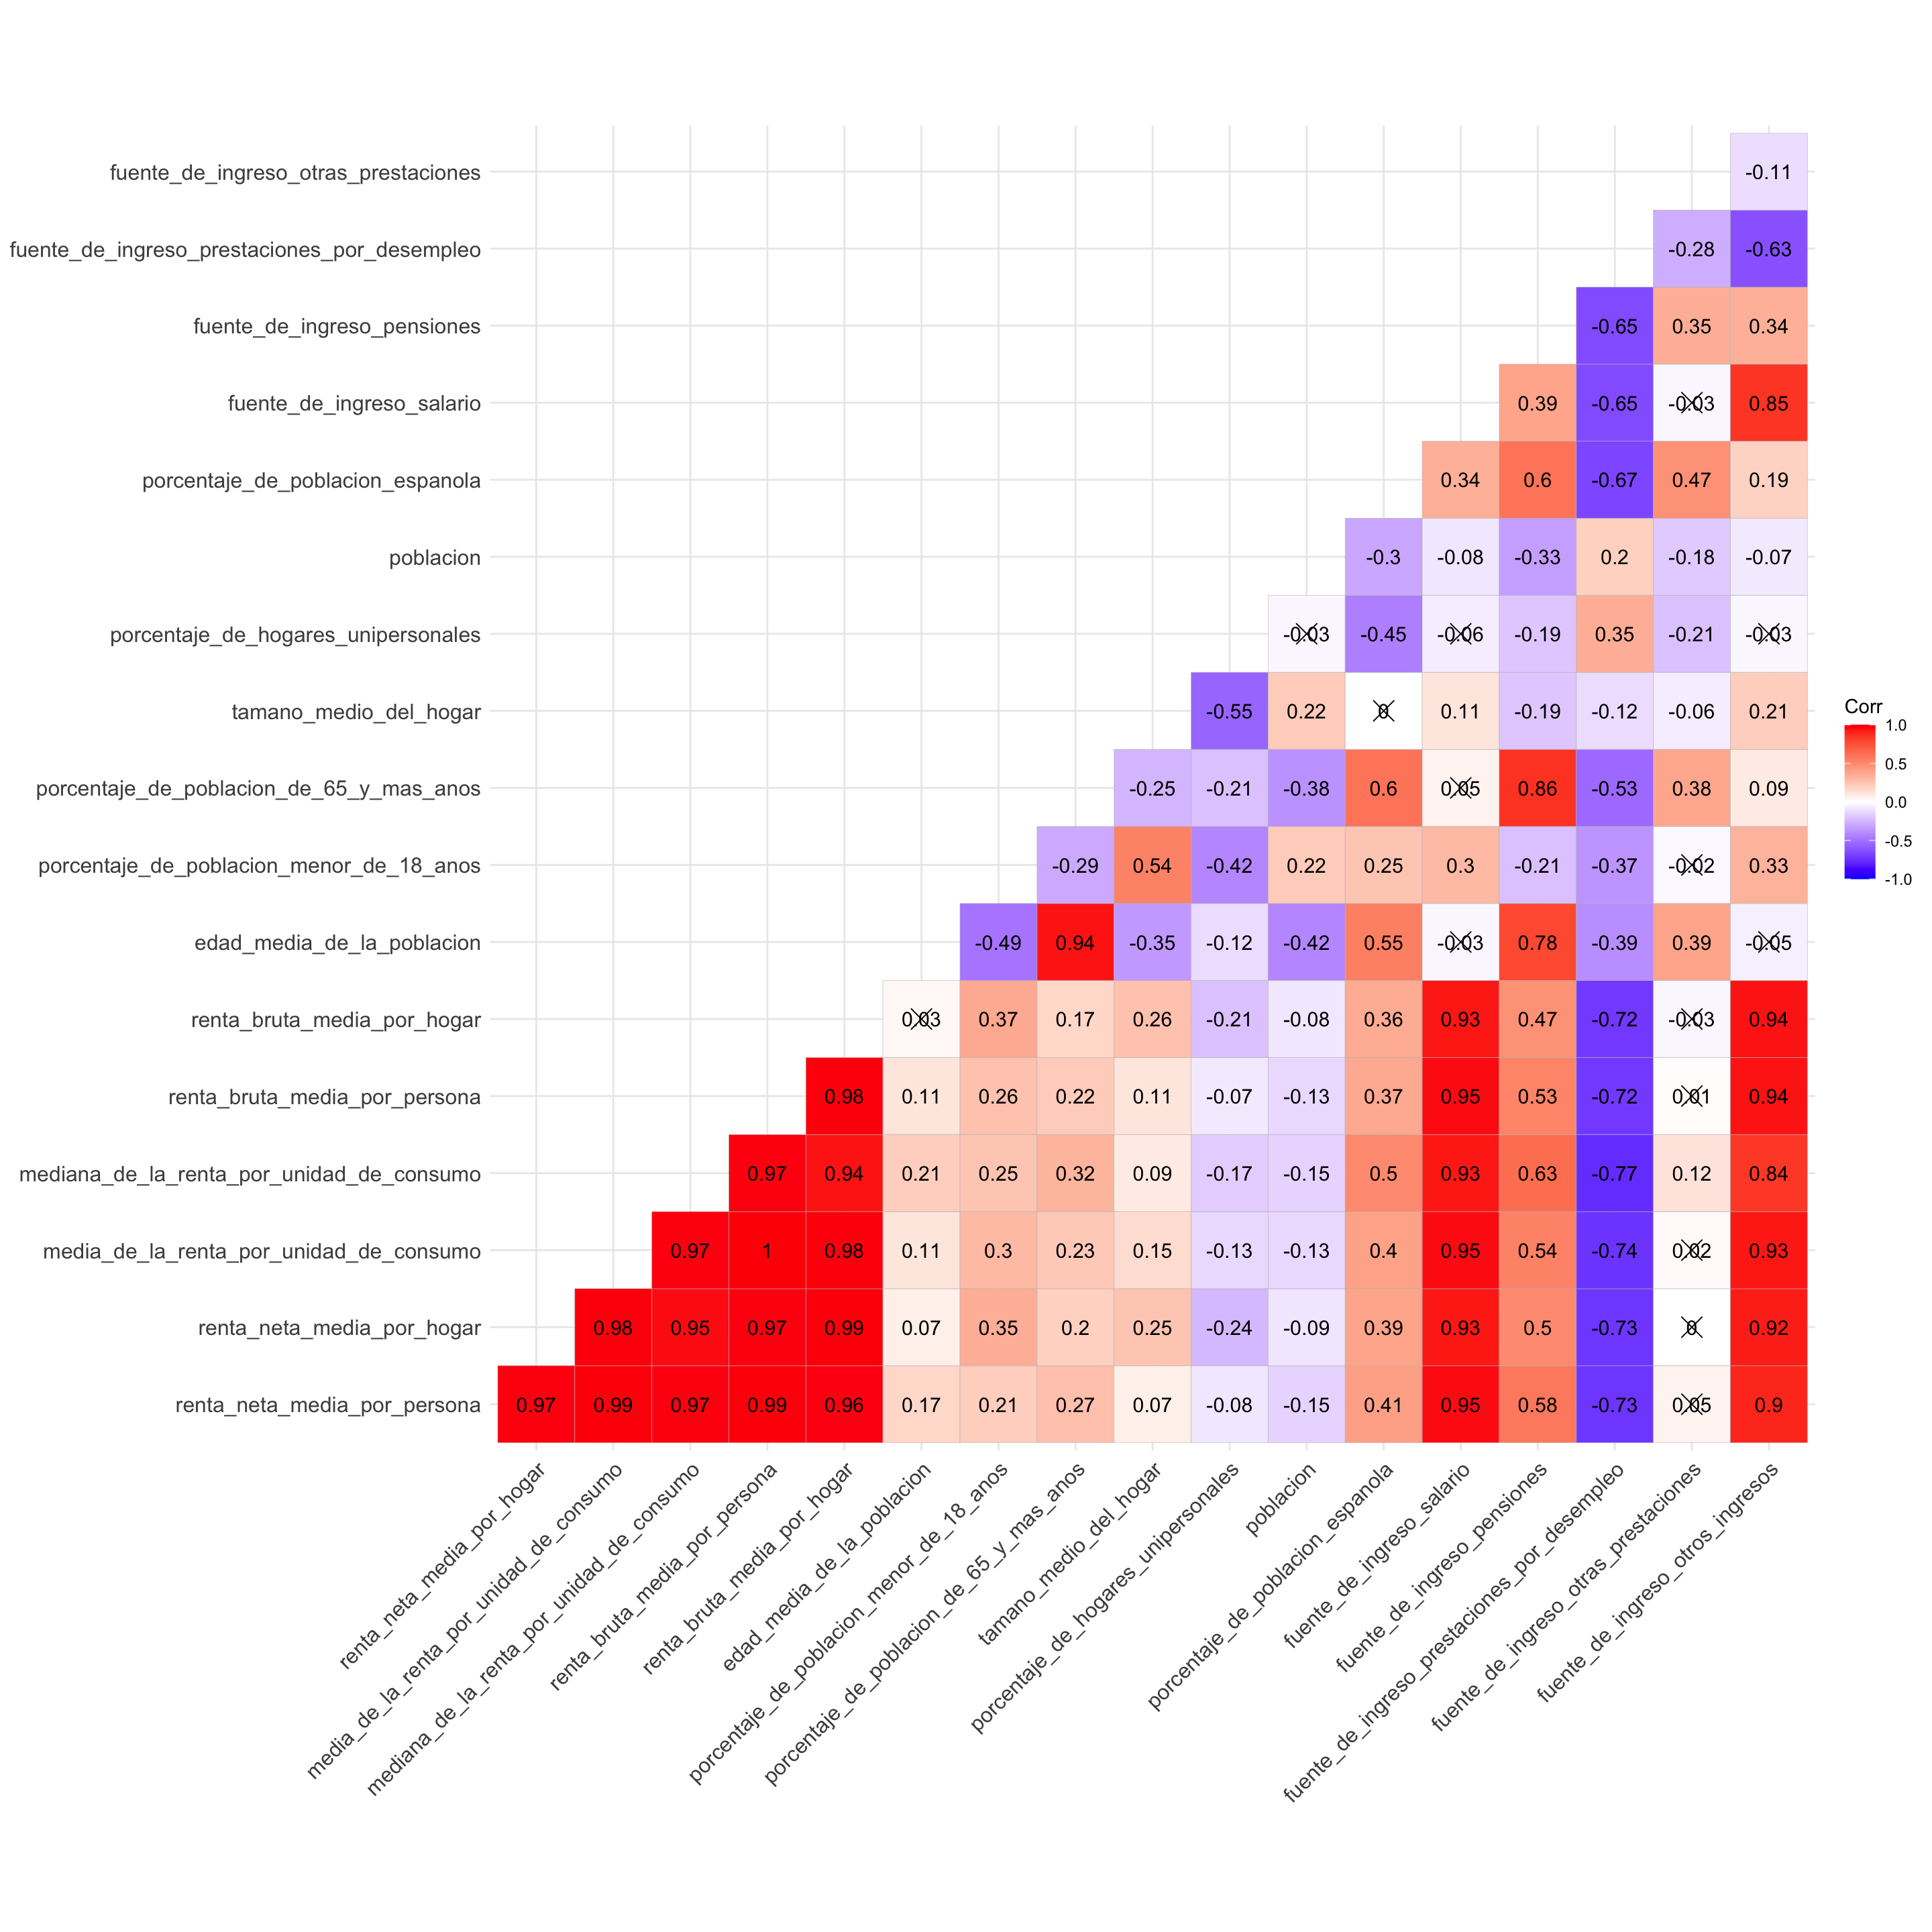 fuente_de_ingreso_otras_prestaciones -0.11
fuente_de_ingreso_prestaciones_por_desempleo -0.28 -0.63
fuente_de_ingreso_pensiones -0.65 0.35 0.34
fuente_de_ingreso_salario 0.39 -0.65 -0.03 0.85
porcentaje_de_poblacion_espanola 0.34 0.6 -0.67 0.47 0.19
poblacion -0.3 -0.08 -0.33 0.2 -0.18 -0.07
porcentaje_de_hogares_unipersonales -0.03 -0.45 -0.06 -0.19 0.35 -0.21 -0.03
tamano_medio_del_hogar -0.55 0.22 0 0.11 -0.19 -0.12 -0.06 0.21
porcentaje_de_poblacion_de_65_y_mas_anos -0.25 -0.21 -0.38 0.6 0.05 0.86 -0.53 0.38 0.09
porcentaje_de_poblacion_menor_de_18_anos -0.29 0.54 -0.42 0.22 0.25 0.3 -0.21 -0.37 -0.02 0.33
edad_media_de_la_poblacion -0.49 0.94 -0.35 -0.12 -0.42 0.55 -0.03 0.78 -0.39 0.39 -0.05
renta_bruta_media_por_hogar 0.03 0.37 0.17 0.26 -0.21 -0.08 0.36 0.93 0.47 -0.72 -0.03 0.94
renta_bruta_media_por_persona 0.98 0.11 0.26 0.22 0.11 -0.07 -0.13 0.37 0.95 0.53 -0.72 0.01 0.94
mediana_de_la_renta_por_unidad_de_consumo 0.97 0.94 0.21 0.25 0.32 0.09 -0.17 -0.15 0.5 0.93 0.63 -0.77 0.12 0.84
media_de_la_renta_por_unidad_de_consumo 0.97 1 0.98 0.11 0.3 0.23 0.15 -0.13 -0.13 0.4 0.95 0.54 -0.74 0.02 0.93
renta_neta_media_por_hogar 0.98 0.95 0.97 0.99 0.07 0.35 0.2 0.25 -0.24 -0.09 0.39 0.93 0.5 -0.73 0 0.92
renta_neta_media_por_persona 0.97 0.99 0.97 0.99 0.96 0.17 0.21 0.27 0.07 -0.08 -0.15 0.41 0.95 0.58 -0.73 0.05 0.9
renta_neta_media_por_hogar
media_de_la_renta_por_unidad_de_consumo
mediana_de_la_renta_por_unidad_de_consumo
renta_bruta_media_por_persona
renta_bruta_media_por_hogar
edad_media_de_la_poblacion
porcentaje_de_poblacion_menor_de_18_anos
porcentaje_de_poblacion_de_65_y_mas_anos
tamano_medio_del_hogar
porcentaje_de_hogares_unipersonales
poblacion
porcentaje_de_poblacion_espanola
fuente_de_ingreso_salario
fuente_de_ingreso_pensiones
fuente_de_ingreso_prestaciones_por_desempleo
fuente_de_ingreso_otras_prestaciones
fuente_de_ingreso_otros_ingresos
Corr
1.0
0.5
0.0
-0.5
-1.0